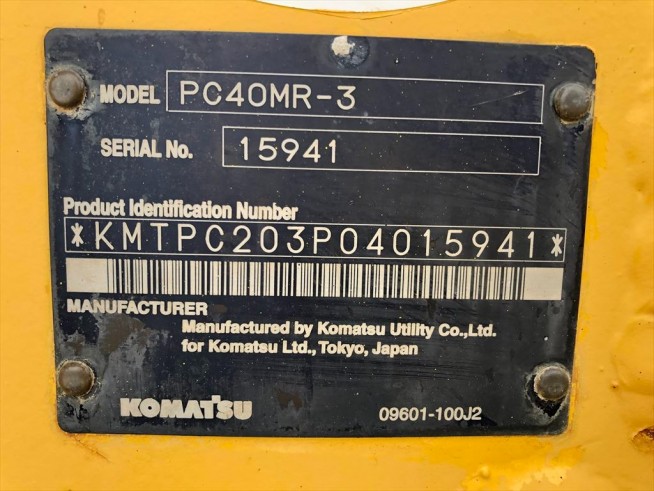 MODEL PC40MR-3
SERIAL No. 15941
Product Identification Number
*KMTPC203P04015941*
MANUFACTURER
Manufactured by Komatsu Utility Co.,Ltd.
for Komatsu Ltd., Tokyo, Japan
KOMATSU 09601-100J2